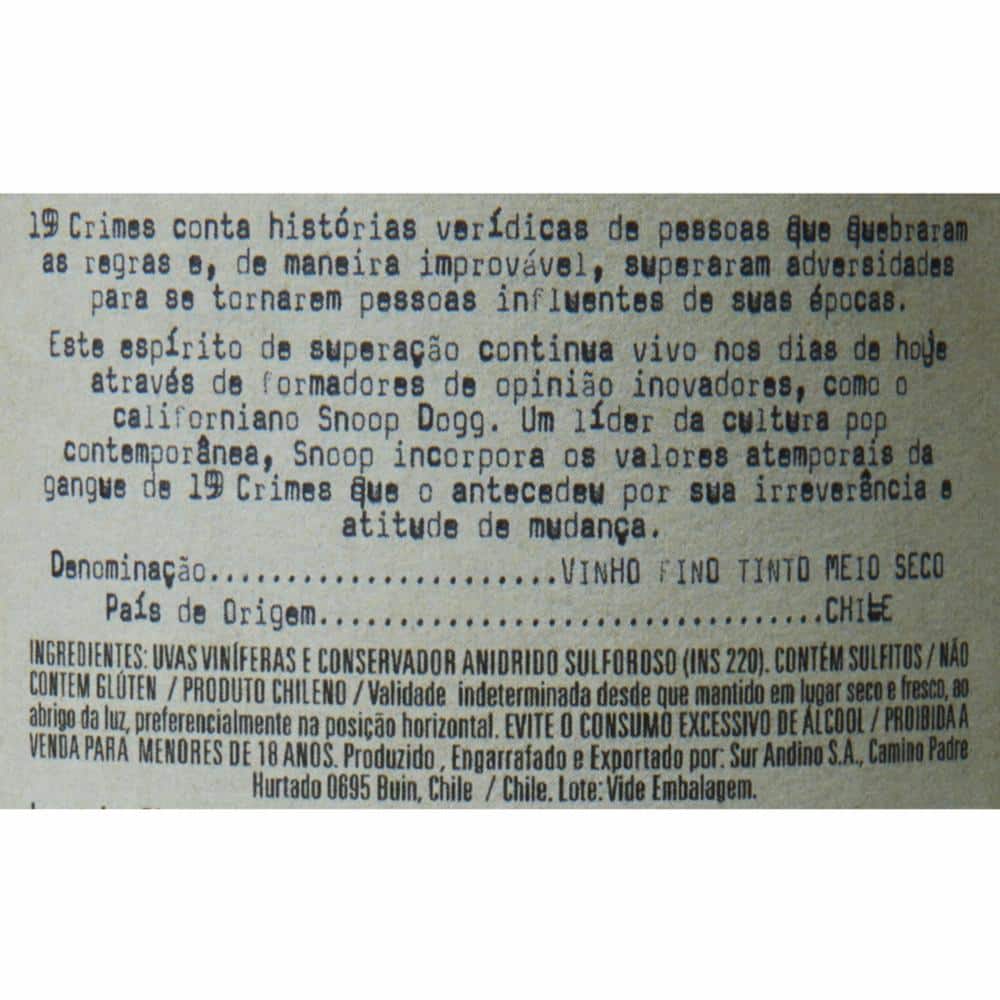 19 Crimes conta histórias verídicas de pessoas que quebraram
as regras e, de maneira improvável, superaram adversidades
para se tornarem pessoas influentes de suas épocas.
Este espírito de superação continua vivo nos dias de hoje
através de formadores de opinião inovadores, como o
californiano Snoop Dogg. Um líder da cultura pop
contemporânea, Snoop incorpora os valores atemporais da
gangue de 19 Crimes que o antecedeu por sua irreverência e
atitude de mudança.
Denominação........................VINHO FINO TINTO MEIO SECO
País de Origem...................................CHILE
INGREDIENTES: UVAS VINÍFERAS E CONSERVADOR ANIDRIDO SULFOROSO (INS 220). CONTÉM SULFITOS / NÃO
CONTEM GLÚTEN / PRODUTO CHILENO / Validade indeterminada desde que mantido em lugar seco e fresco, ao
abrigo da luz, preferencialmente na posição horizontal. EVITE O CONSUMO EXCESSIVO DE ÁLCOOL / PROIBIDA A
VENDA PARA MENORES DE 18 ANOS. Produzido, Engarrafado e Exportado por: Sur Andino S.A., Camino Padre
Hurtado 0695 Buin, Chile / Chile. Lote: Vide Embalagem.